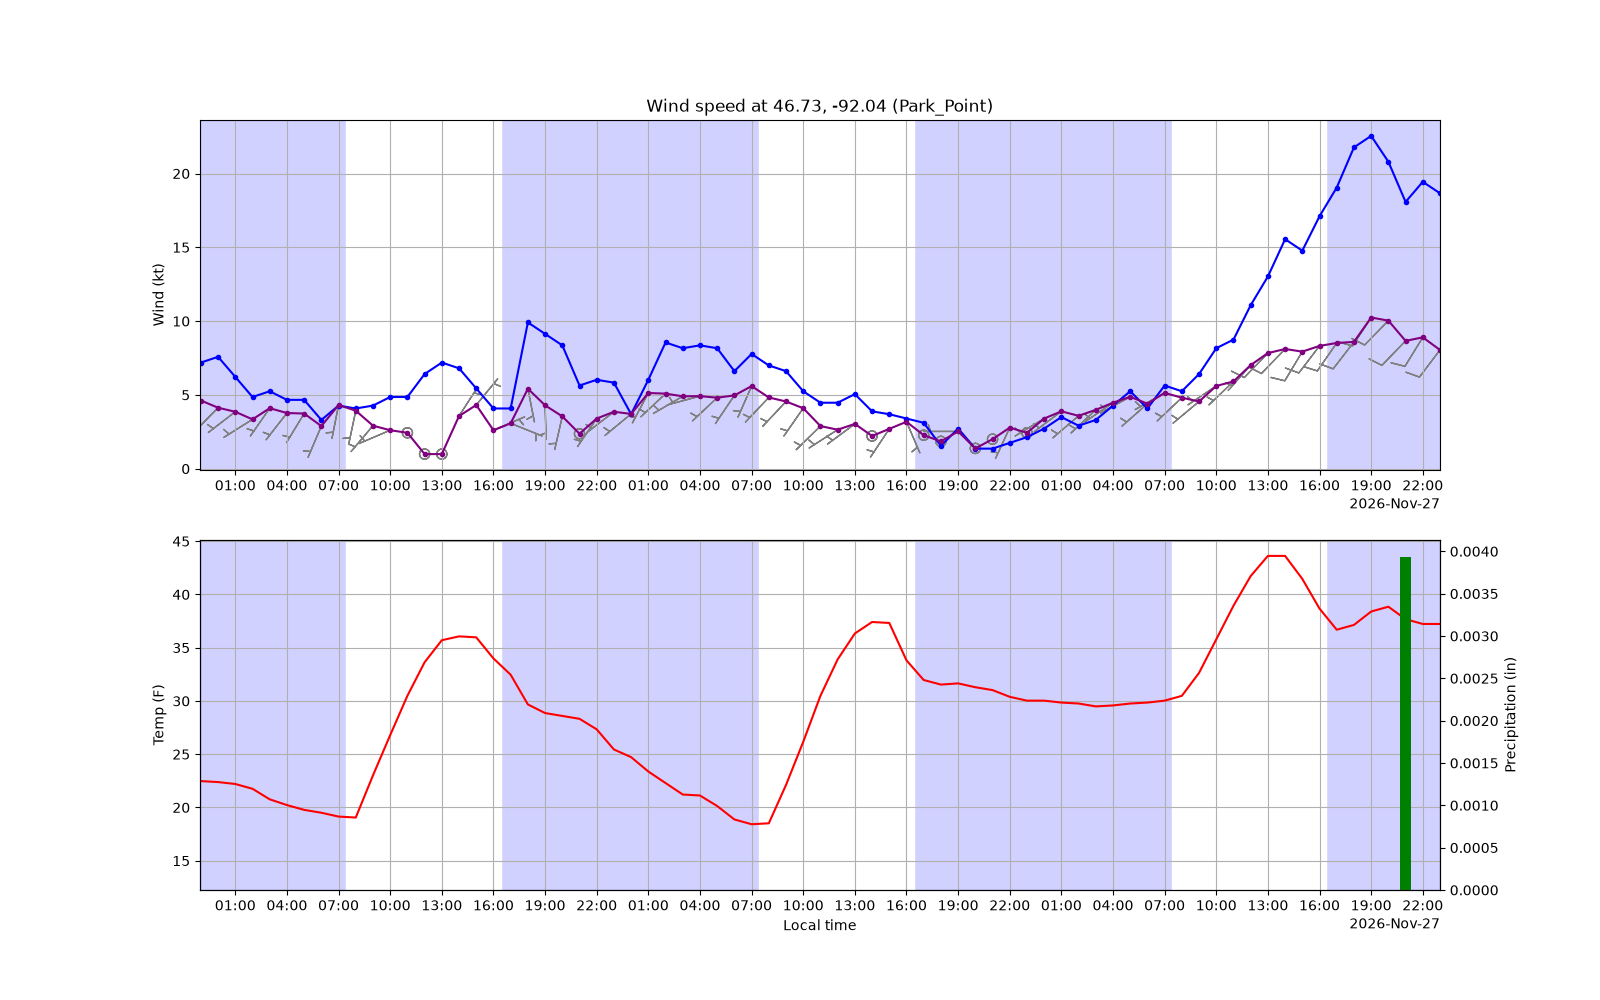 Wind speed at 46.73, -92.04 (Park_Point)
Wind (kt)
20
15
10
5
0
01:00 04:00 07:00 10:00 13:00 16:00 19:00 22:00 01:00 04:00 07:00 10:00 13:00 16:00 19:00 22:00 01:00 04:00 07:00 10:00 13:00 16:00 19:00 22:00
2026-Nov-27
Temp (F)
45
40
35
30
25
20
15
0.0040
0.0035
0.0030
0.0025
0.0020
0.0015
0.0010
0.0005
0.0000
Precipitation (in)
01:00 04:00 07:00 10:00 13:00 16:00 19:00 22:00 01:00 04:00 07:00 10:00 13:00 16:00 19:00 22:00 01:00 04:00 07:00 10:00 13:00 16:00 19:00 22:00
Local time
2026-Nov-27